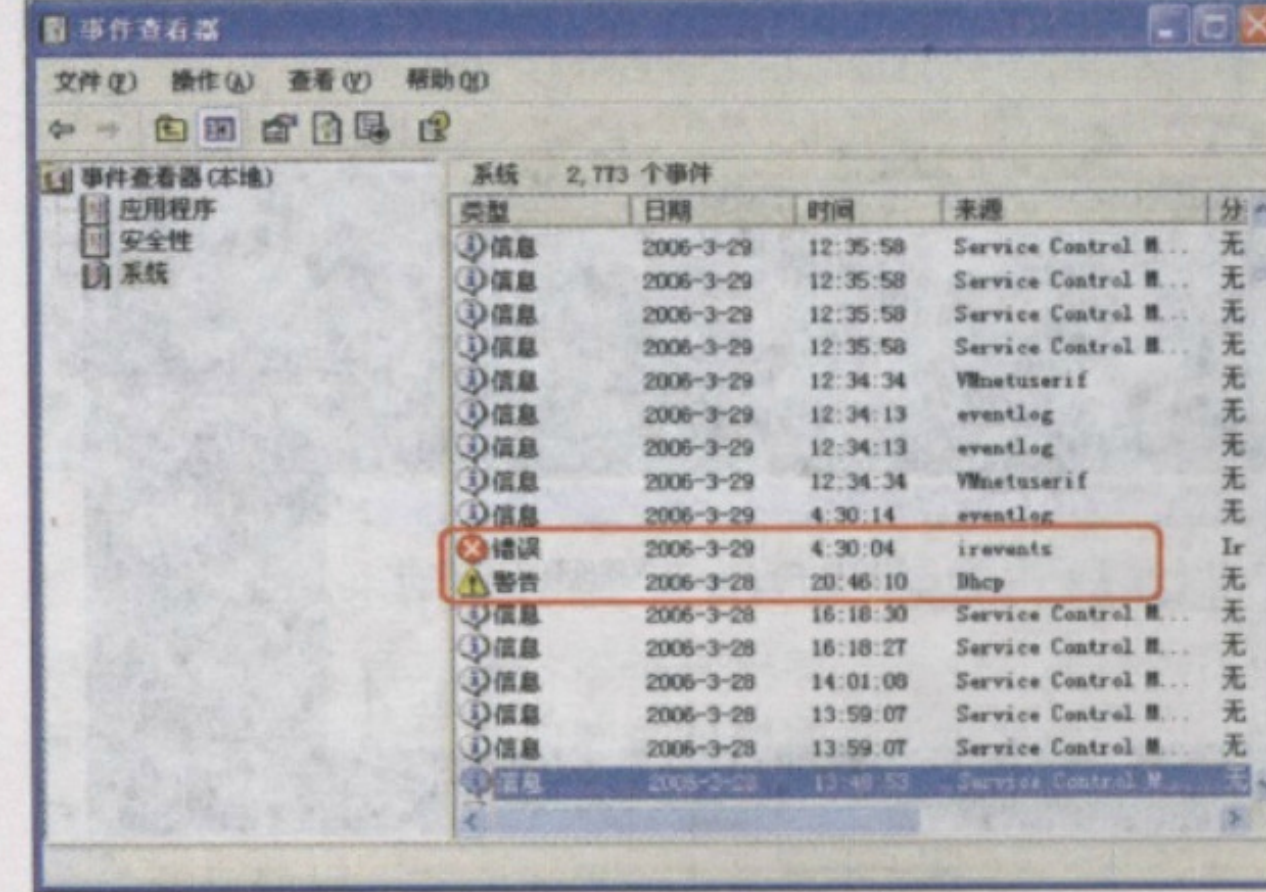 事件查看器
文件(F) 操作(A) 查看(V) 帮助(H)
事件查看器(本地)
应用程序
安全性
系统
系统 2,773 个事件
类型 日期 时间 来源 分
信息 2006-3-29 12:35:58 Service Control M... 无
信息 2006-3-29 12:35:58 Service Control M... 无
信息 2006-3-29 12:35:58 Service Control M... 无
信息 2006-3-29 12:35:58 Service Control M... 无
信息 2006-3-29 12:34:34 VMnetuserif 无
信息 2006-3-29 12:34:13 eventlog 无
信息 2006-3-29 12:34:13 eventlog 无
信息 2006-3-29 12:34:34 VMnetuserif 无
信息 2006-3-29 4:30:14 eventlog 无
错误 2006-3-29 4:30:04 irevents Ir
警告 2006-3-28 20:46:10 Dhcp 无
信息 2006-3-28 16:18:30 Service Control M... 无
信息 2006-3-28 16:18:27 Service Control M... 无
信息 2006-3-28 14:01:08 Service Control M... 无
信息 2006-3-28 13:59:07 Service Control M... 无
信息 2006-3-28 13:59:07 Service Control M... 无
信息 2006-3-28 Service Control M... 无